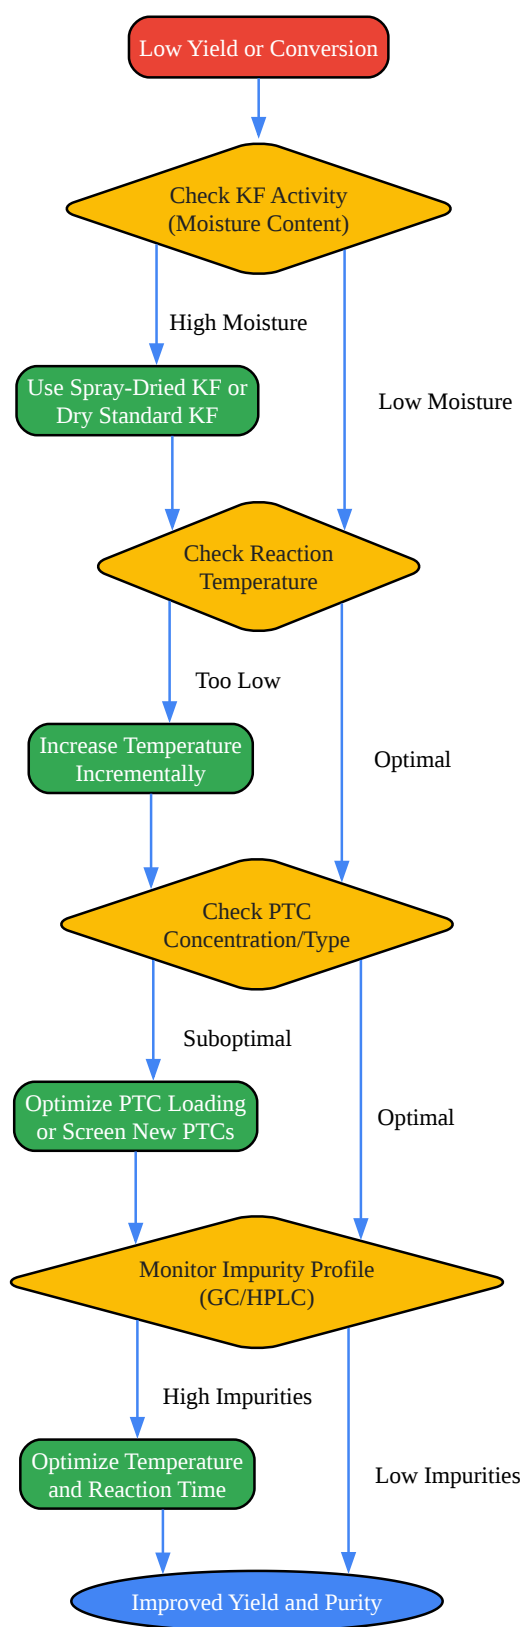 Low Yield or Conversion
Check KF Activity
(Moisture Content)
High Moisture
Use Spray-Dried KF or
Dry Standard KF
Low Moisture
Check Reaction
Temperature
Too Low
Increase Temperature
Incrementally
Optimal
Check PTC
Concentration/Type
Suboptimal
Optimize PTC Loading
or Screen New PTCs
Optimal
Monitor Impurity Profile
(GC/HPLC)
High Impurities
Optimize Temperature
and Reaction Time
Low Impurities
Improved Yield and Purity